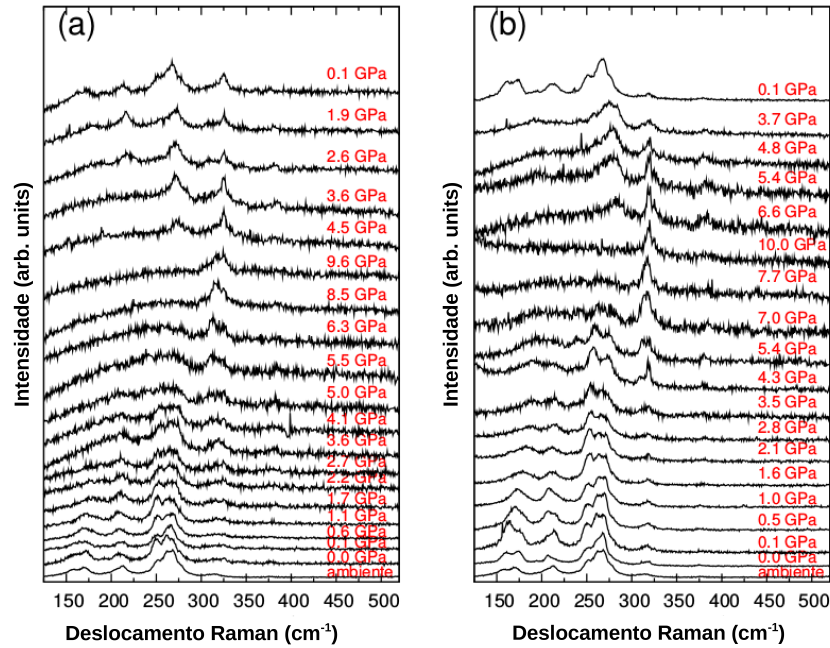 (a)
0.1 GPa
1.9 GPa
2.6 GPa
3.6 GPa
4.5 GPa
9.6 GPa
8.5 GPa
6.3 GPa
5.5 GPa
5.0 GPa
4.1 GPa
3.6 GPa
2.7 GPa
2.2 GPa
1.7 GPa
1.1 GPa
0.6 GPa
0.1 GPa
0.0 GPa
ambiente
Intensidade (arb. units)
150 200 250 300 350 400 450 500
Deslocamento Raman (cm-1)
(b)
0.1 GPa
3.7 GPa
4.8 GPa
5.4 GPa
6.6 GPa
10.0 GPa
7.7 GPa
7.0 GPa
5.4 GPa
4.3 GPa
3.5 GPa
2.8 GPa
2.1 GPa
1.6 GPa
1.0 GPa
0.5 GPa
0.1 GPa
0.0 GPa
ambiente
Intensidade (arb. units)
150 200 250 300 350 400 450 500
Deslocamento Raman (cm-1)